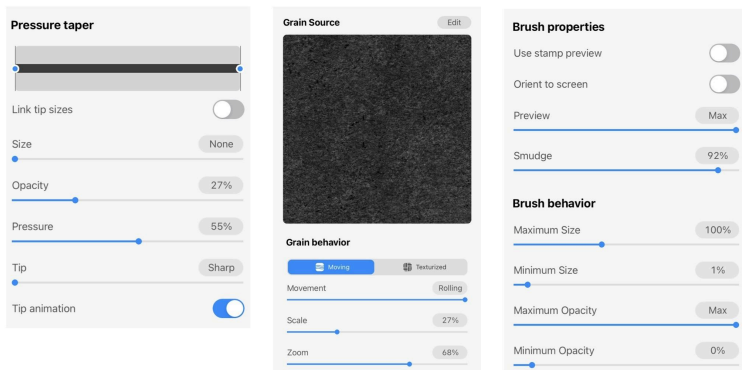 Pressure taper
Link tip sizes
Size None
Opacity 27%
Pressure 55%
Tip Sharp
Tip animation
Grain Source Edit
Grain behavior
Moving Texturized
Movement Rolling
Scale 27%
Zoom 68%
Brush properties
Use stamp preview
Orient to screen
Preview Max
Smudge 92%
Brush behavior
Maximum Size 100%
Minimum Size 1%
Maximum Opacity Max
Minimum Opacity 0%